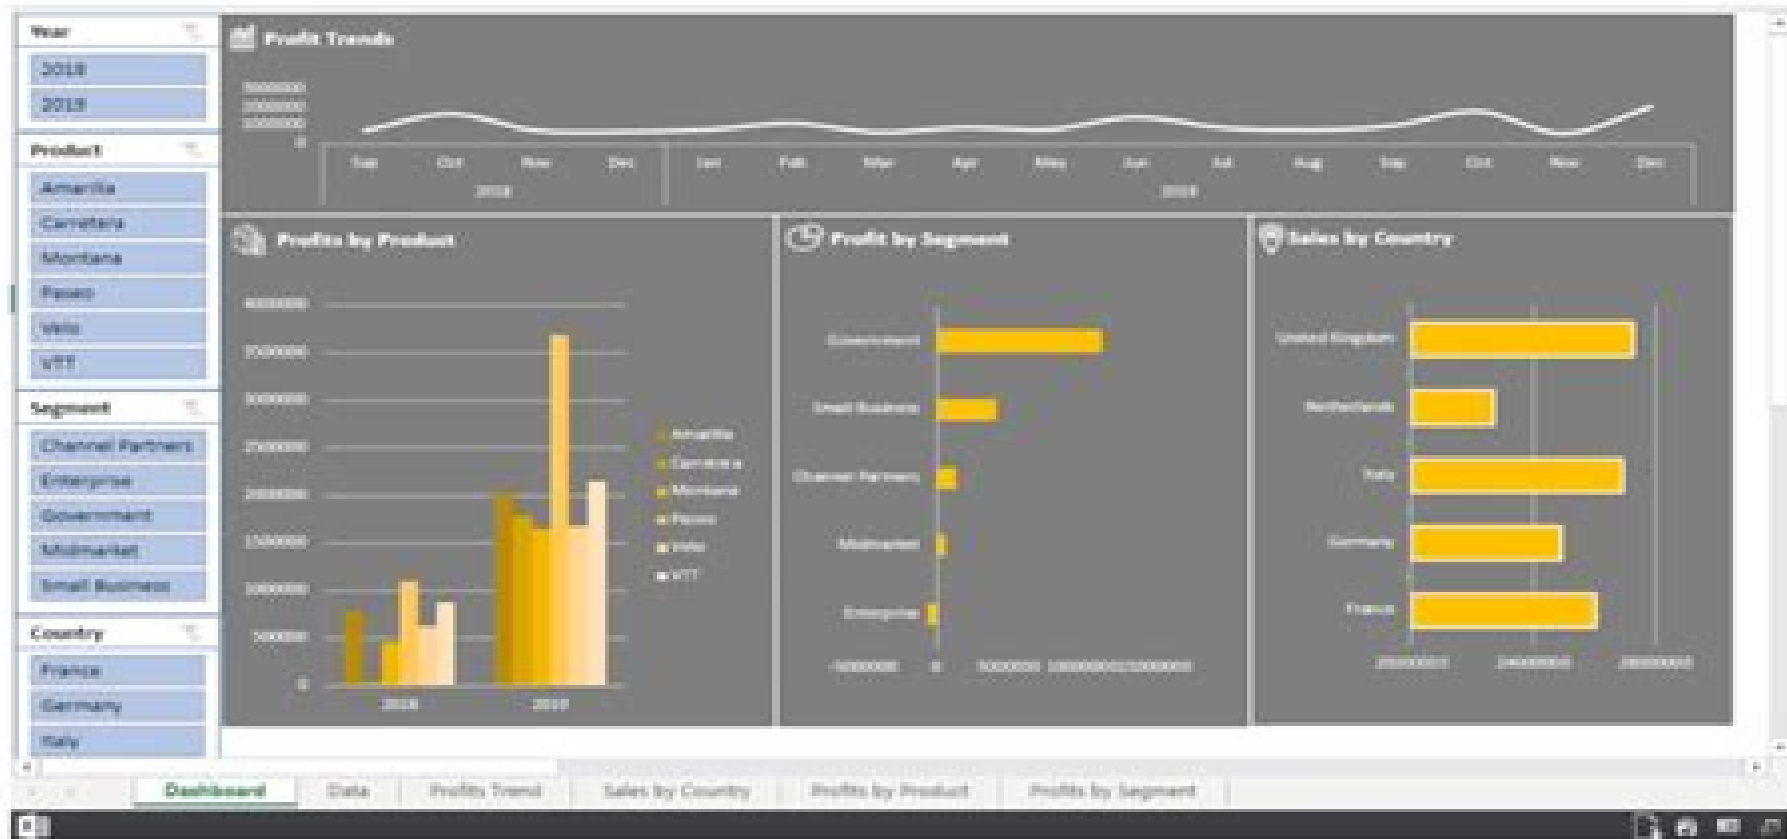 Year
2018
2019
Product
Amarilla
Carretera
Montana
Paseo
Velo
VTT
Segment
Channel Partners
Enterprise
Government
Midmarket
Small Business
Country
France
Germany
Italy
Profit Trends
0
Sep Oct Nov Dec Jan Feb Mar Apr May Jun Jul Aug Sep Oct Nov Dec
2018 2019
Profits by Product
4000000
3500000
3000000
2500000
2000000
1500000
1000000
500000
0
2018 2019
Amarilla
Carretera
Montana
Paseo
Velo
VTT
Profit by Segment
Government
Small Business
Channel Partners
Midmarket
Enterprise
-5000000 0 5000000
Sales by Country
United Kingdom
Netherlands
Italy
Germany
France
Dashboard Data Profits Trend Sales by Country Profits by Product Profits by Segment